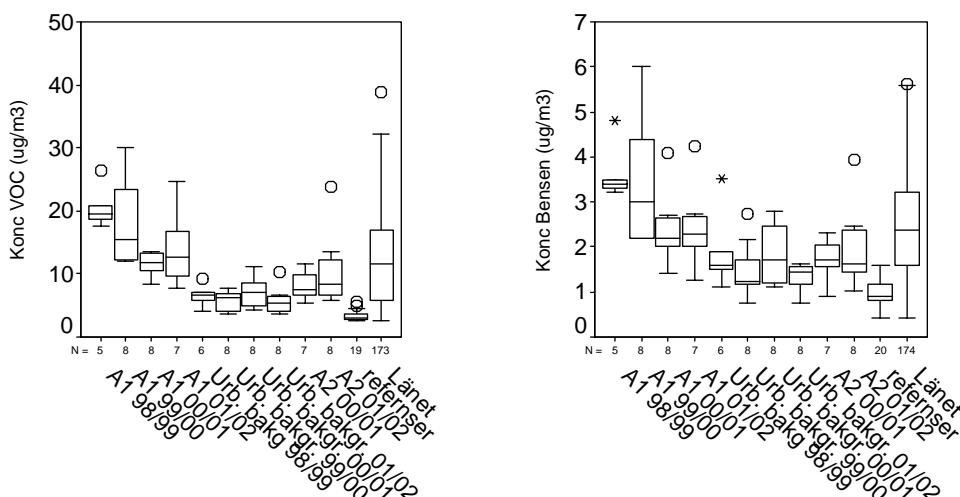 Konc VOC (ug/m3)
50
40
30
20
10
0
N =
5
8
8
7
6
8
8
8
7
8
19
173
A1 98/99
A1 99/00
A1 00/01
A1 01/02
Urb. bakg 98/99
Urb. bakgr. 99/00
Urb. bakgr. 00/01
Urb. bakgr. 01/02
A2 00/01
A2 01/02
refernser
Länet
Konc Bensen (ug/m3)
7
6
5
4
3
2
1
0
N =
5
8
8
7
6
8
8
8
7
8
20
174
A1 98/99
A1 99/00
A1 00/01
A1 01/02
Urb. bakg 98/99
Urb. bakgr. 99/00
Urb. bakgr. 00/01
Urb. bakgr. 01/02
A2 00/01
A2 01/02
refernser
Länet